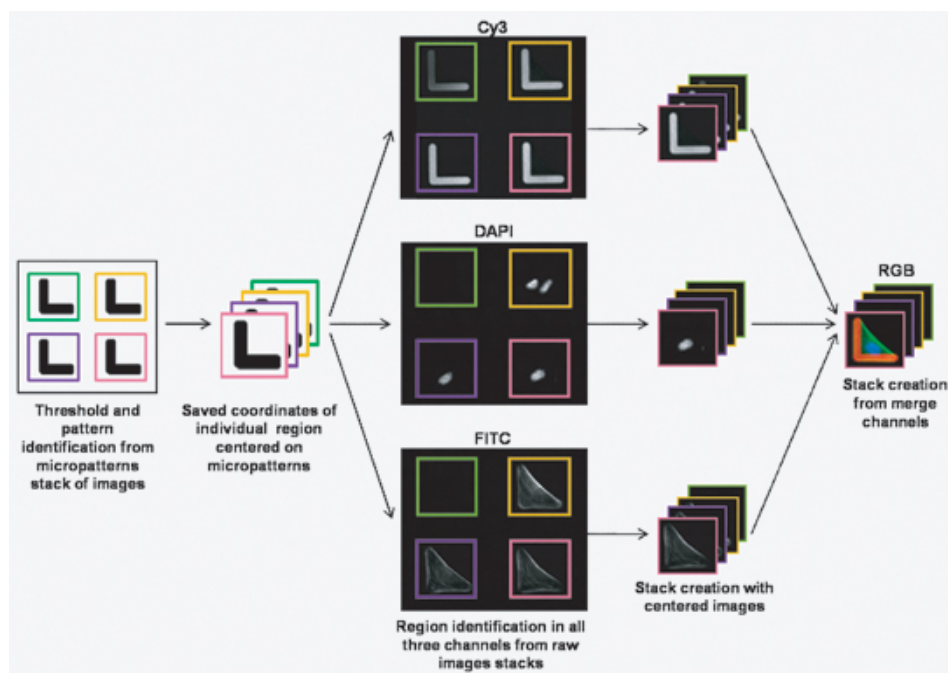 Cy3
DAPI
RGB
FITC
Threshold and
pattern
identification from
micropatterns
stack of images
Saved coordinates of
individual region
centered on
micropatterns
Region identification in all
three channels from raw
images stacks
Stack creation with
centered images
Stack creation
from merge
channels